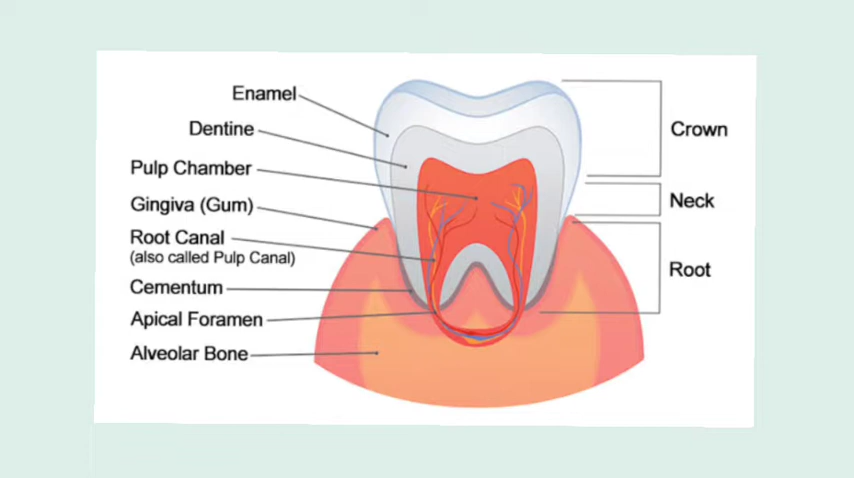 Enamel
Dentine
Pulp Chamber
Gingiva (Gum)
Root Canal
(also called Pulp Canal)
Cementum
Apical Foramen
Alveolar Bone
Crown
Neck
Root